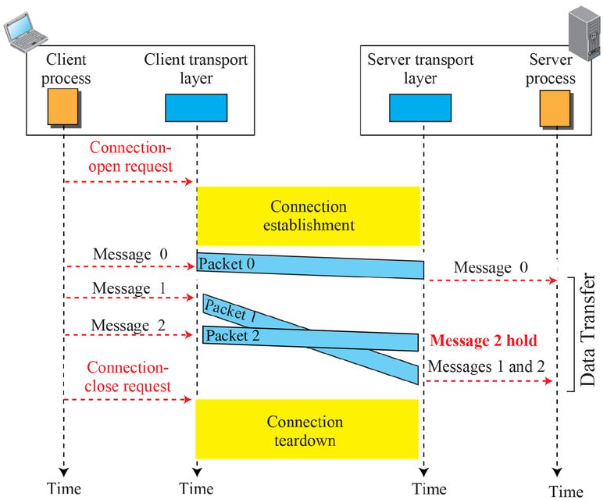 Client
process
Client transport
layer
Server transport
layer
Server
process
Connection-
open request
Connection
establishment
Message 0
Packet 0
Message 0
Message 1
Packet 1
Message 2
Packet 2
Message 2 hold
Connection-
close request
Messages 1 and 2
Data Transfer
Connection
teardown
Time
Time
Time
Time